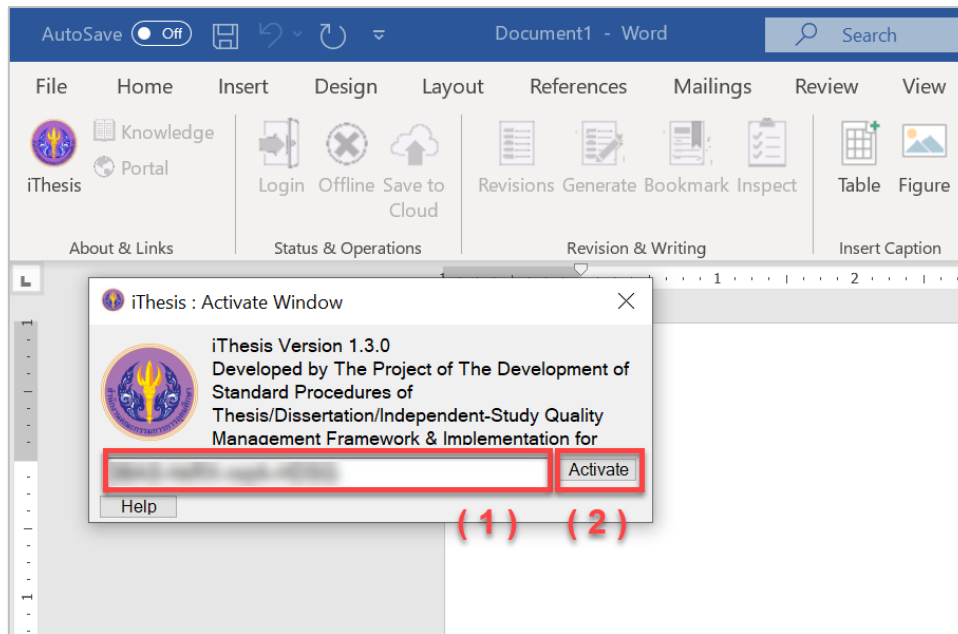 AutoSave Off Document1 - Word Search
File Home Insert Design Layout References Mailings Review View
Knowledge
Portal
iThesis Login Offline Save to Cloud Revisions Generate Bookmark Inspect Table Figure
About & Links Status & Operations Revision & Writing Insert Caption
1 2
iThesis : Activate Window
iThesis Version 1.3.0
Developed by The Project of The Development of
Standard Procedures of
Thesis/Dissertation/Independent-Study Quality
Management Framework & Implementation for
Activate
Help
( 1 ) ( 2 )